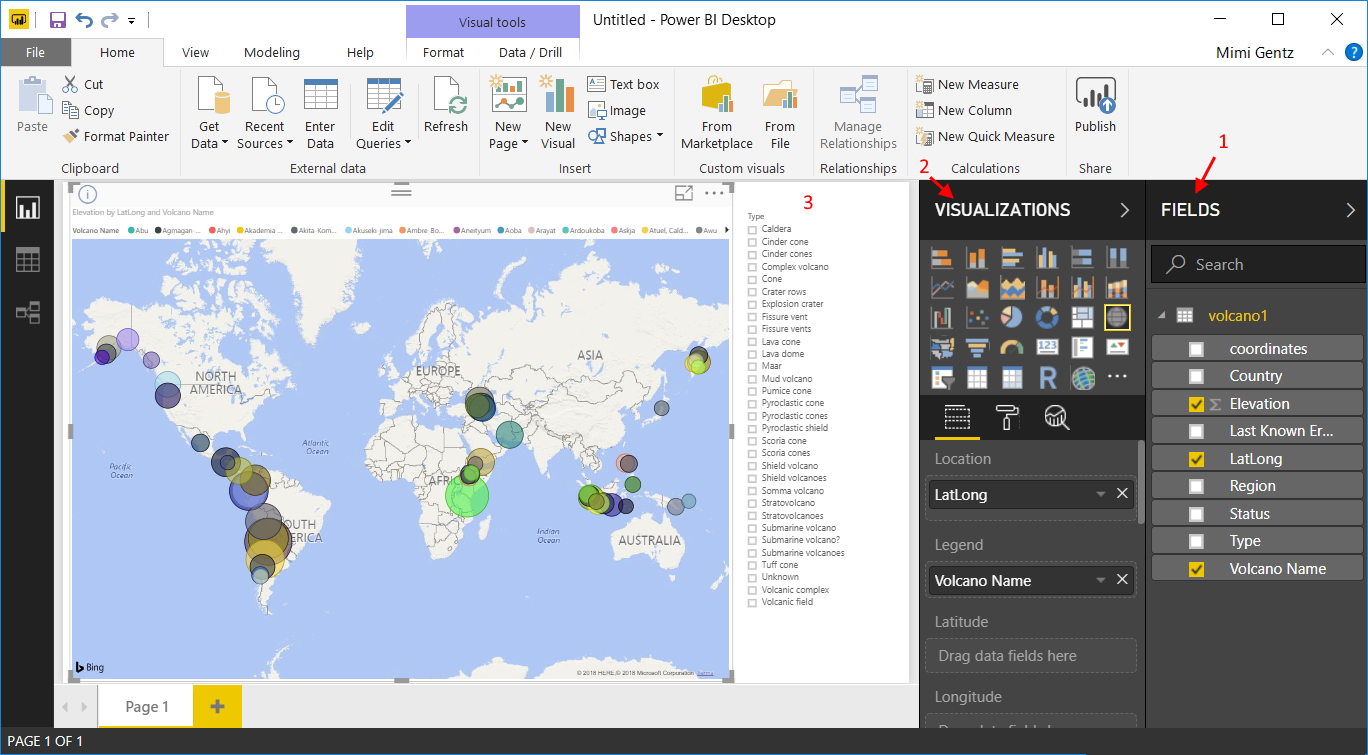 Visual tools
Untitled - Power BI Desktop
File
Home
View
Modeling
Help
Format
Data / Drill
Mimi Gentz
?
Paste
Cut
Copy
Format Painter
Clipboard
Get
Data
Recent
Sources
Enter
Data
Edit
Queries
Refresh
External data
New
Page
New
Visual
Text box
Image
Shapes
Insert
From
Marketplace
From
File
Custom visuals
Manage
Relationships
Relationships
New Measure
New Column
New Quick Measure
Calculations
Publish
Share
1
2
3
Elevation by LatLong and Volcano Name
Volcano Name Abu Agmagan ... Ahyi Akademia ... Akita-Kom... Akuseki-jima Ambre-Bo... Aneityum Aoba Arayat Ardoukoba Askja Atuel, Cald... Awu
NORTH
AMERICA
EUROPE
ASIA
Atlantic
Ocean
Pacific
Ocean
AFRI
OUTH
ERICA
Indian
Ocean
AUSTRALIA
Bing
© 2018 HERE,© 2018 Microsoft Corporation Terms
Type
Caldera
Cinder cone
Cinder cones
Complex volcano
Cone
Crater rows
Explosion crater
Fissure vent
Fissure vents
Lava cone
Lava dome
Maar
Mud volcano
Pumice cone
Pyroclastic cone
Pyroclastic cones
Pyroclastic shield
Scoria cone
Scoria cones
Shield volcano
Shield volcanoes
Somma volcano
Stratovolcano
Stratovolcanoes
Submarine volcano
Submarine volcano?
Submarine volcanoes
Tuff cone
Unknown
Volcanic complex
Volcanic field
VISUALIZATIONS
123
R
Location
LatLong
Legend
Volcano Name
Latitude
Drag data fields here
Longitude
FIELDS
Search
volcano1
coordinates
Country
Σ Elevation
Last Known Er...
LatLong
Region
Status
Type
Volcano Name
Page 1
PAGE 1 OF 1